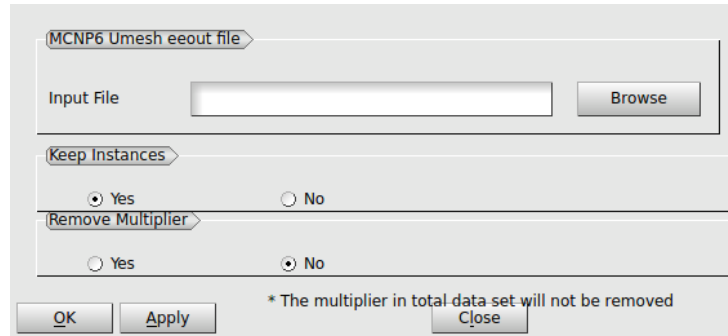 MCNP6 Umesh eeout file
Input File Browse
Keep Instances
Yes No
Remove Multiplier
Yes No
* The multiplier in total data set will not be removed
OK Apply Close